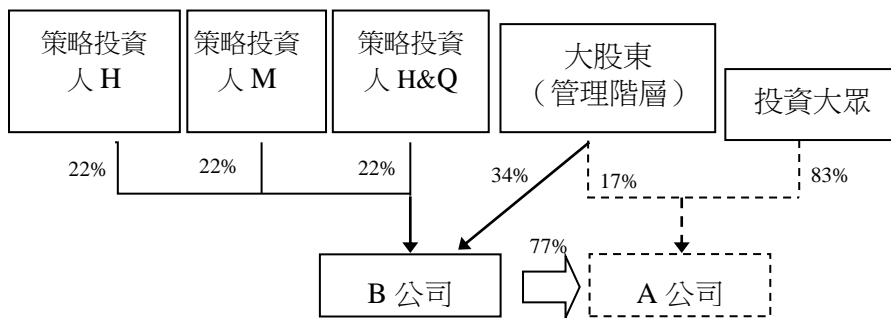 策略投資
人 H
策略投資
人 M
策略投資
人 H&Q
大股東
（管理階層）
投資大眾
22%
22%
22%
34%
17%
83%
77%
B 公司
A 公司